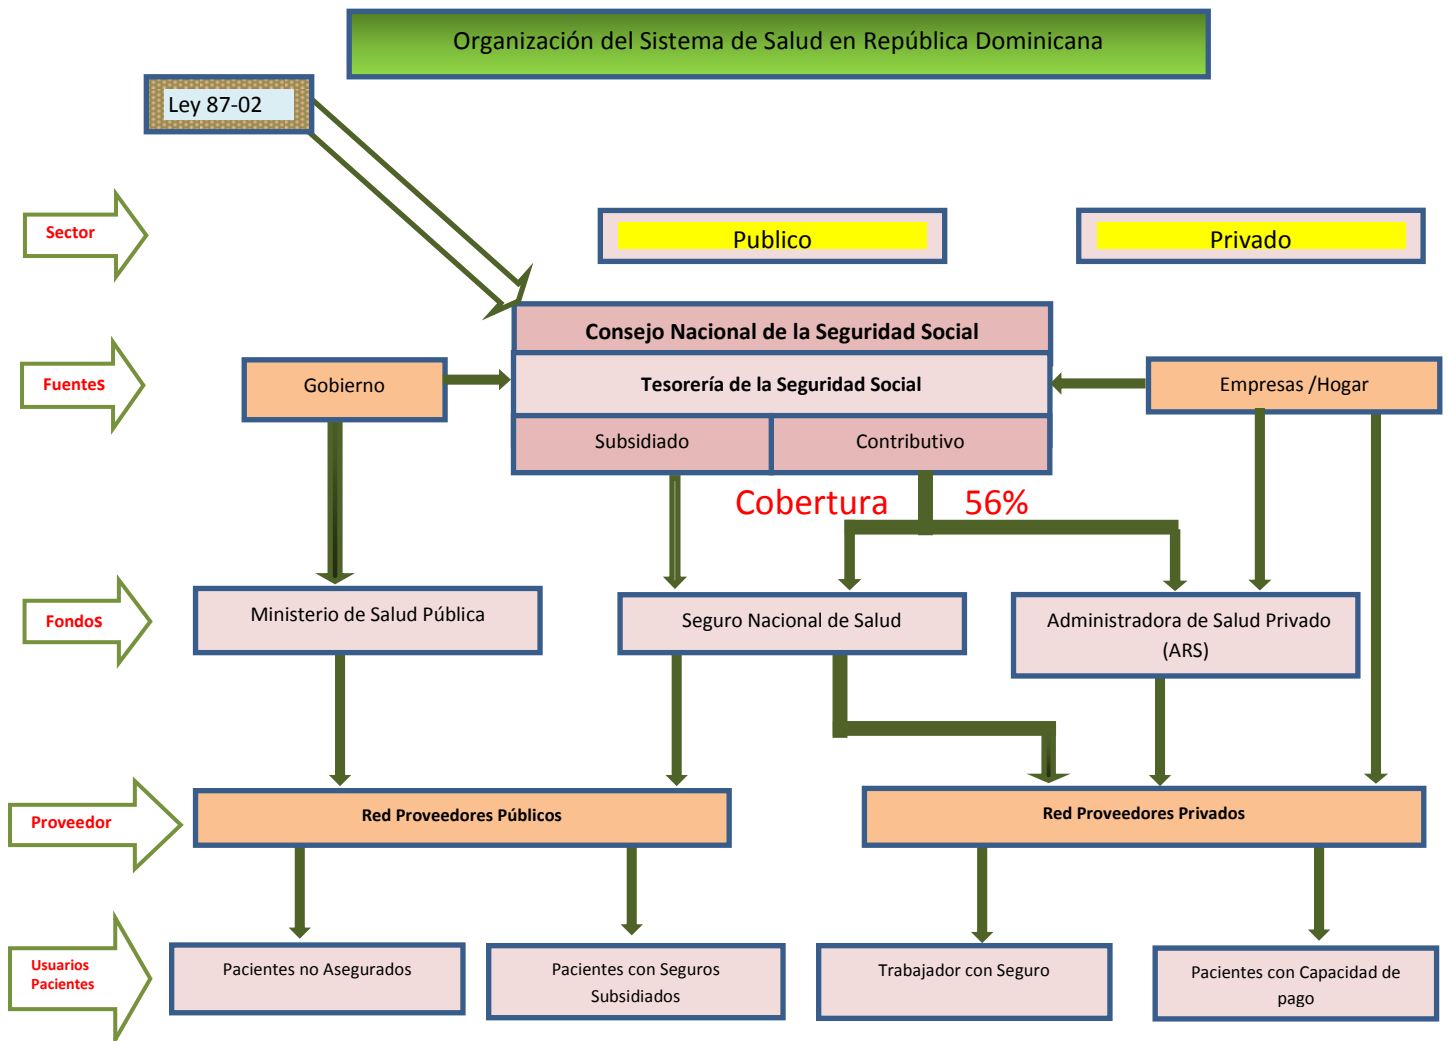 Organización del Sistema de Salud en República Dominicana
Ley 87-02
Sector
Publico
Privado
Consejo Nacional de la Seguridad Social
Fuentes
Gobierno
Tesorería de la Seguridad Social
Empresas /Hogar
Subsidiado
Contributivo
Cobertura 56%
Fondos
Ministerio de Salud Pública
Seguro Nacional de Salud
Administradora de Salud Privado
(ARS)
Proveedor
Red Proveedores Públicos
Red Proveedores Privados
Usuarios
Pacientes
Pacientes no Asegurados
Pacientes con Seguros
Subsidiados
Trabajador con Seguro
Pacientes con Capacidad de
pago